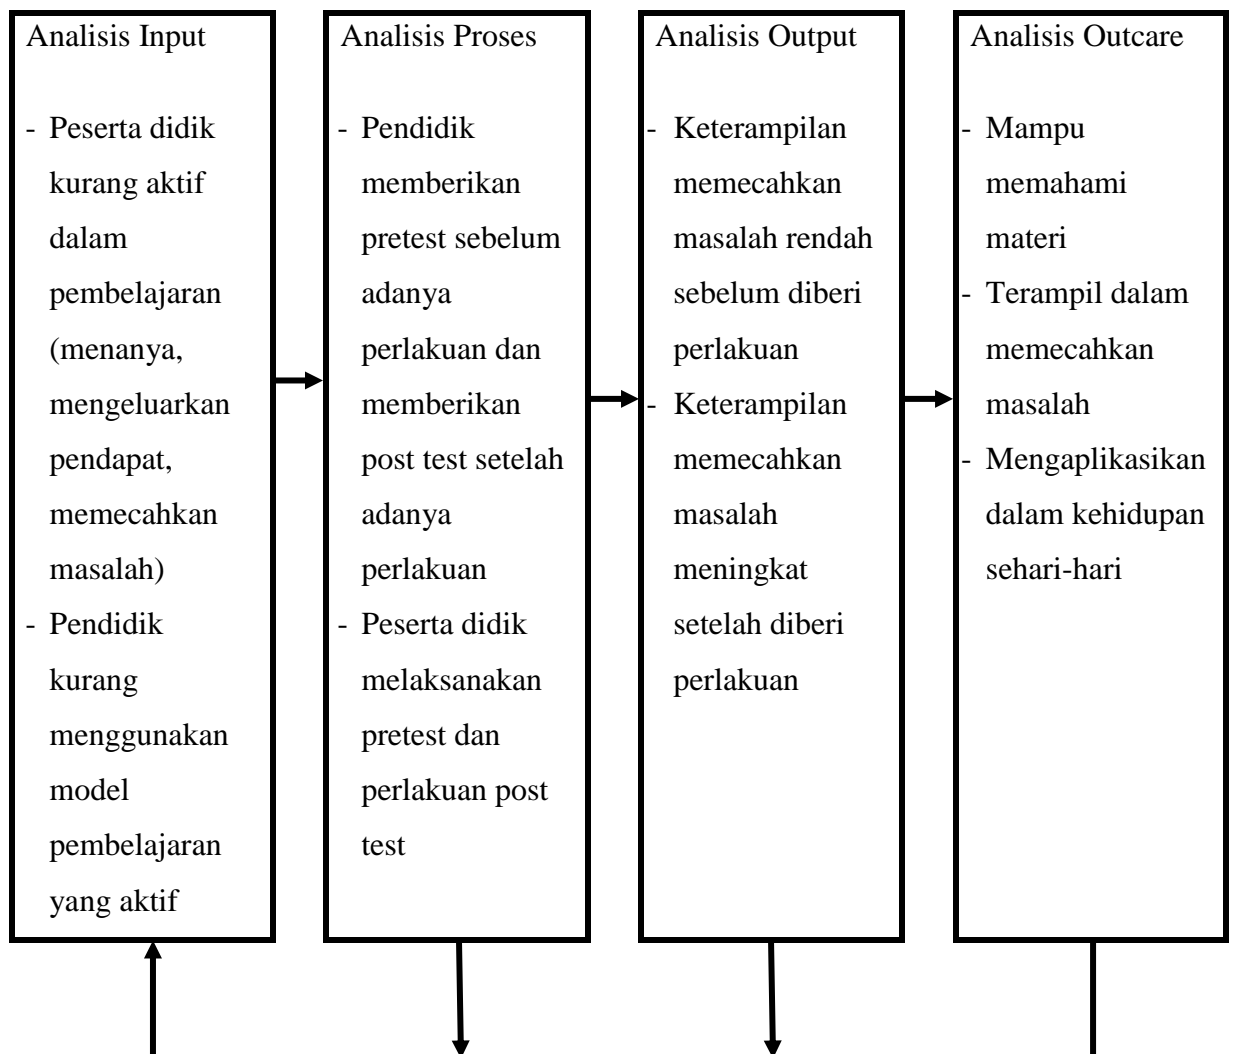 Analisis Input
- Peserta didik
kurang aktif
dalam
pembelajaran
(menanya,
mengeluarkan
pendapat,
memecahkan
masalah)
- Pendidik
kurang
menggunakan
model
pembelajaran
yang aktif
Analisis Proses
- Pendidik
memberikan
pretest sebelum
adanya
perlakuan dan
memberikan
post test setelah
adanya
perlakuan
- Peserta didik
melaksanakan
pretest dan
perlakuan post
test
Analisis Output
- Keterampilan
memecahkan
masalah rendah
sebelum diberi
perlakuan
- Keterampilan
memecahkan
masalah
meningkat
setelah diberi
perlakuan
Analisis Outcare
- Mampu
memahami
materi
- Terampil dalam
memecahkan
masalah
- Mengaplikasikan
dalam kehidupan
sehari-hari